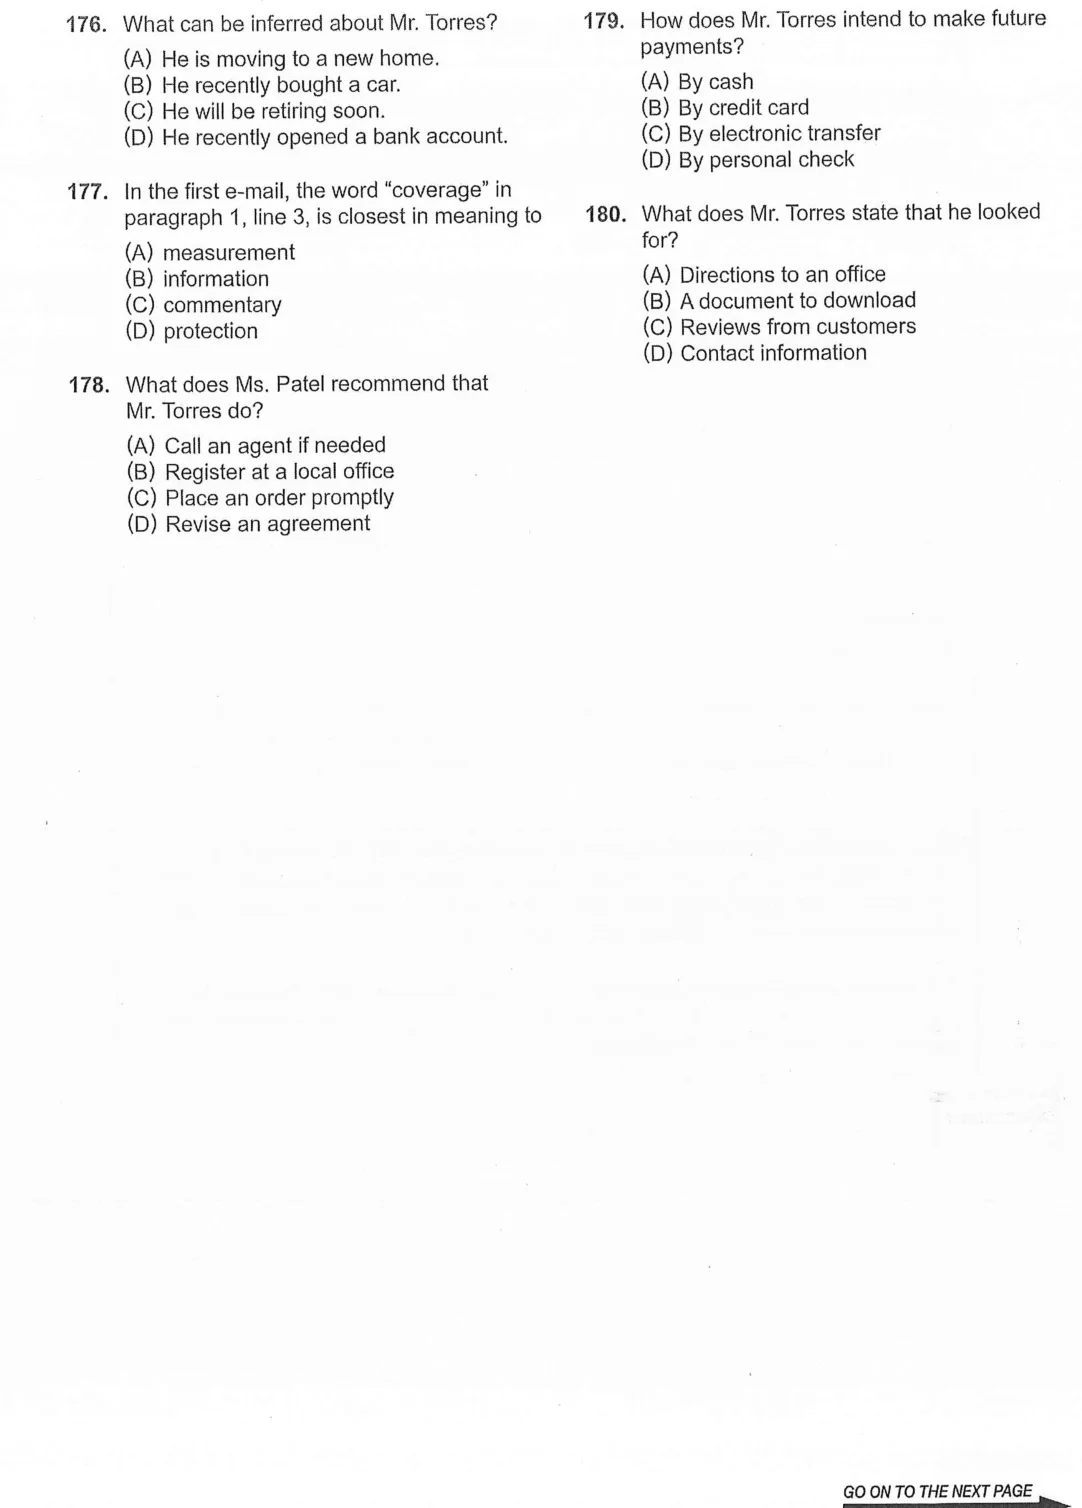 176. What can be inferred about Mr. Torres?
(A) He is moving to a new home.
(B) He recently bought a car.
(C) He will be retiring soon.
(D) He recently opened a bank account.
177. In the first e-mail, the word “coverage” in
paragraph 1, line 3, is closest in meaning to
(A) measurement
(B) information
(C) commentary
(D) protection
178. What does Ms. Patel recommend that
Mr. Torres do?
(A) Call an agent if needed
(B) Register at a local office
(C) Place an order promptly
(D) Revise an agreement
179. How does Mr. Torres intend to make future
payments?
(A) By cash
(B) By credit card
(C) By electronic transfer
(D) By personal check
180. What does Mr. Torres state that he looked
for?
(A) Directions to an office
(B) A document to download
(C) Reviews from customers
(D) Contact information
GO ON TO THE NEXT PAGE